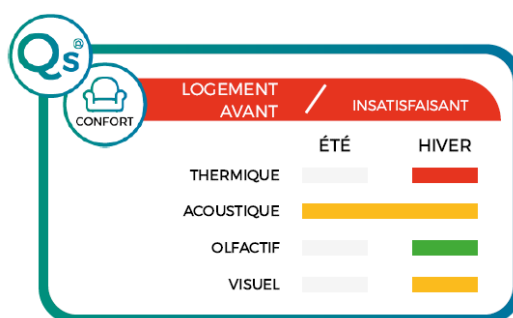 Qs@
CONFORT
LOGEMENT
AVANT / INSATISFAISANT
ÉTÉ HIVER
THERMIQUE
ACOUSTIQUE
OLFACTIF
VISUEL